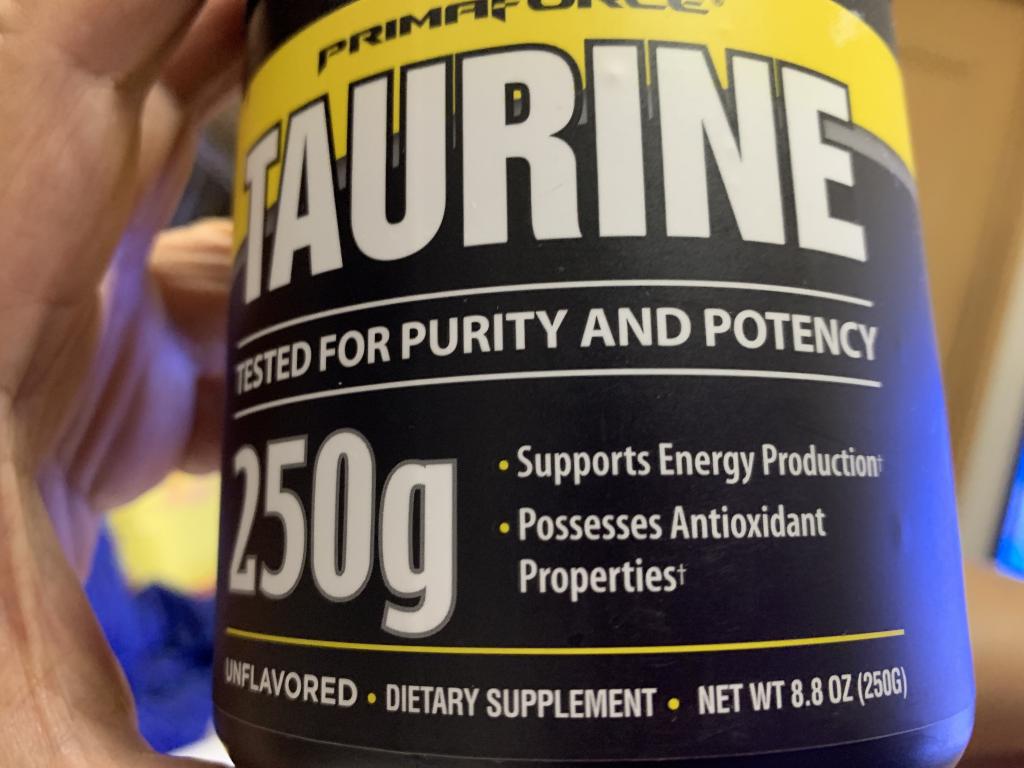 PRIMAFORCE®
TAURINE
TESTED FOR PURITY AND POTENCY
250g
• Supports Energy Production†
• Possesses Antioxidant
Properties†
UNFLAVORED • DIETARY SUPPLEMENT • NET WT 8.8 OZ (250G)